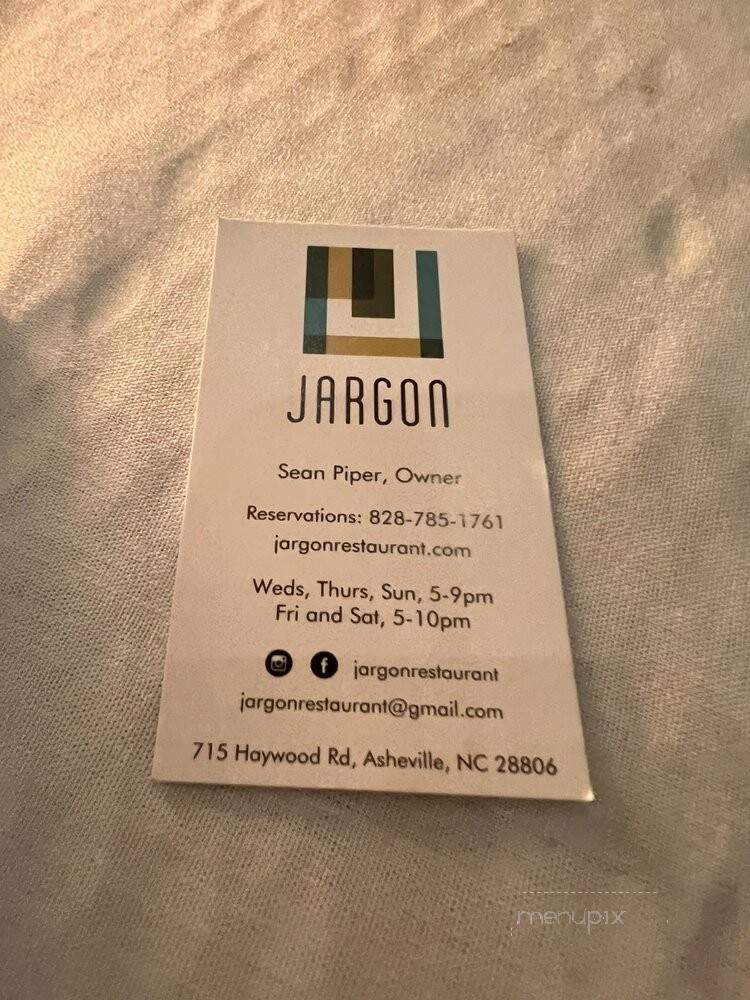 JARGON
Sean Piper, Owner
Reservations: 828-785-1761
jargonrestaurant.com
Weds, Thurs, Sun, 5-9pm
Fri and Sat, 5-10pm
jargonrestaurant
jargonrestaurant@gmail.com
715 Haywood Rd, Asheville, NC 28806
menupix